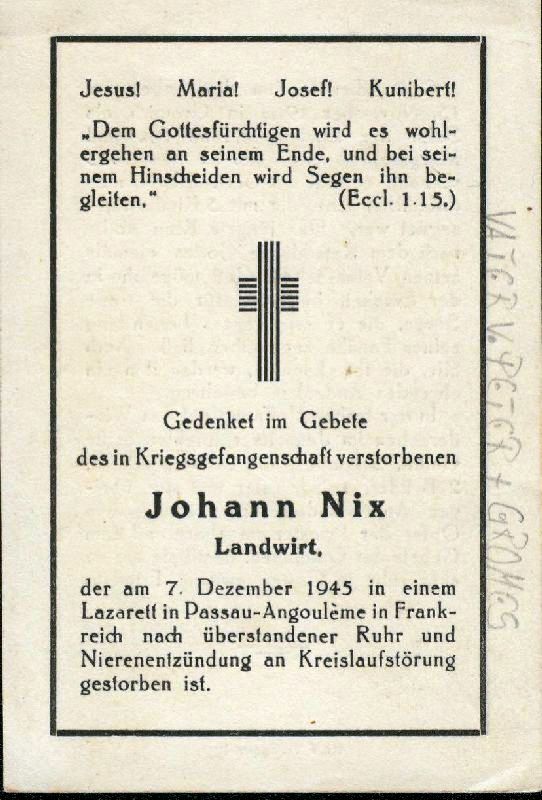 Jesus! Maria! Josef! Kunibert!
„Dem Gottesfürchtigen wird es wohl-
ergehen an seinem Ende, und bei sei-
nem Hinscheiden wird Segen ihn be-
gleiten.“ (Eccl. 1.15.)
Gedenket im Gebete
des in Kriegsgefangenschaft verstorbenen
Johann Nix
Landwirt,
der am 7. Dezember 1945 in einem
Lazarett in Passau-Angoulème in Frank-
reich nach überstandener Ruhr und
Nierenentzündung an Kreislaufstörung
gestorben ist.
VATER V. PETER +